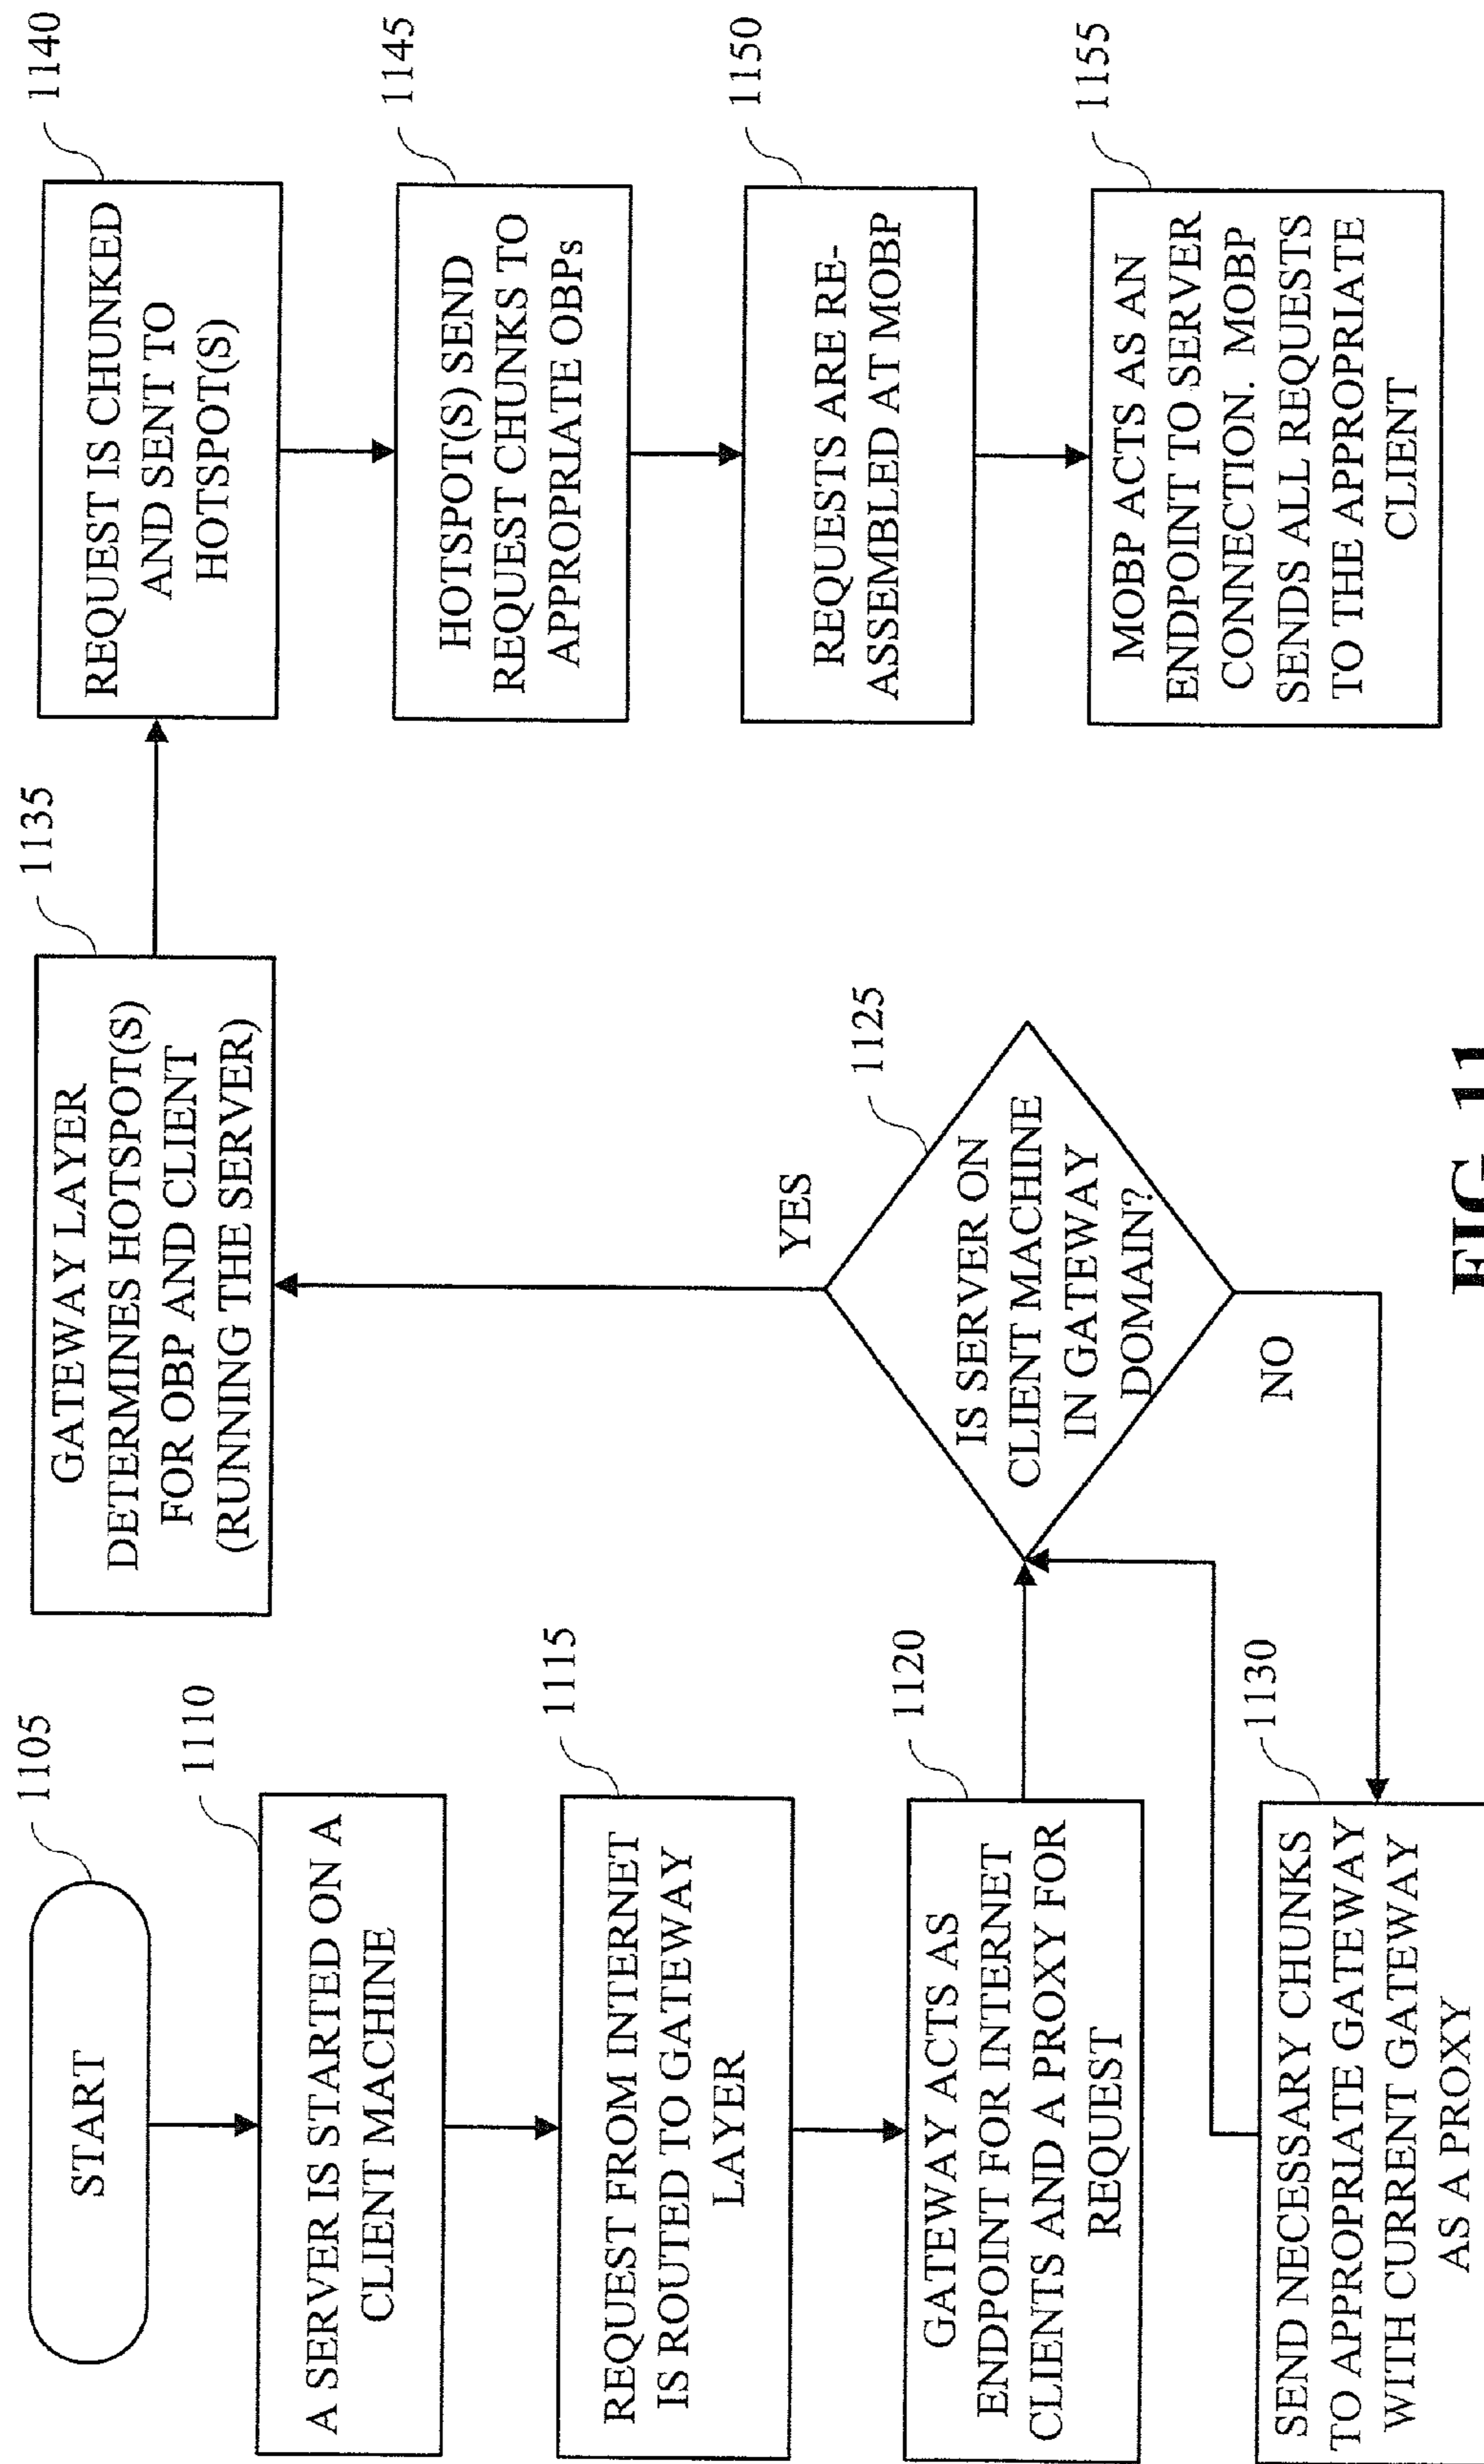 START
1105
A SERVER IS STARTED ON A
CLIENT MACHINE
1110
REQUEST FROM INTERNET
IS ROUTED TO GATEWAY
LAYER
1115
GATEWAY ACTS AS
ENDPOINT FOR INTERNET
CLIENTS AND A PROXY FOR
REQUEST
1120
IS SERVER ON
CLIENT MACHINE
IN GATEWAY
DOMAIN?
1125
YES
NO
SEND NECESSARY CHUNKS
TO APPROPRIATE GATEWAY
WITH CURRENT GATEWAY
AS A PROXY
1130
GATEWAY LAYER
DETERMINES HOTSPOT(S)
FOR OBP AND CLIENT
(RUNNING THE SERVER)
1135
REQUEST IS CHUNKED
AND SENT TO
HOTSPOT(S)
1140
HOTSPOT(S) SEND
REQUEST CHUNKS TO
APPROPRIATE OBPs
1145
REQUESTS ARE RE-
ASSEMBLED AT MOBP
1150
MOBP ACTS AS AN
ENDPOINT TO SERVER
CONNECTION. MOBP
SENDS ALL REQUESTS
TO THE APPROPRIATE
CLIENT
1155
FIG 11